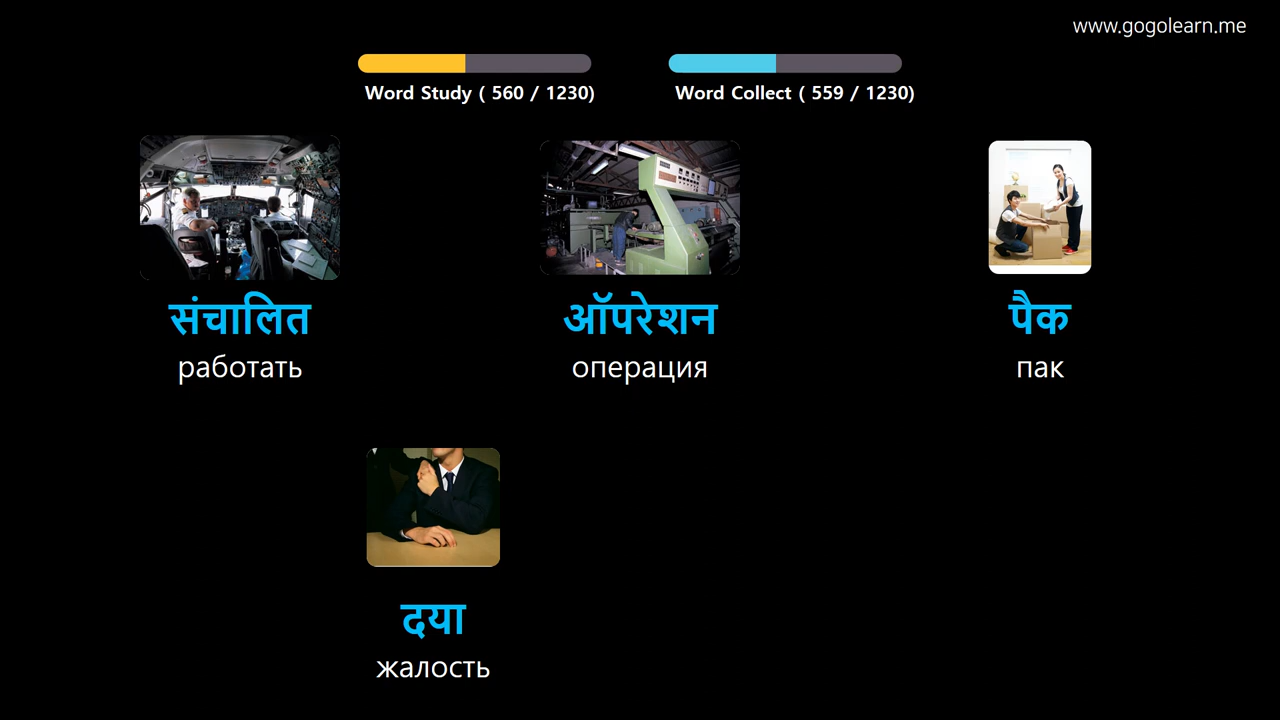 www.gogolearn.me
Word Study ( 560 / 1230)
Word Collect ( 559 / 1230)
संचालित
работать
ऑपरेशन
операция
पैक
пак
दया
жалость